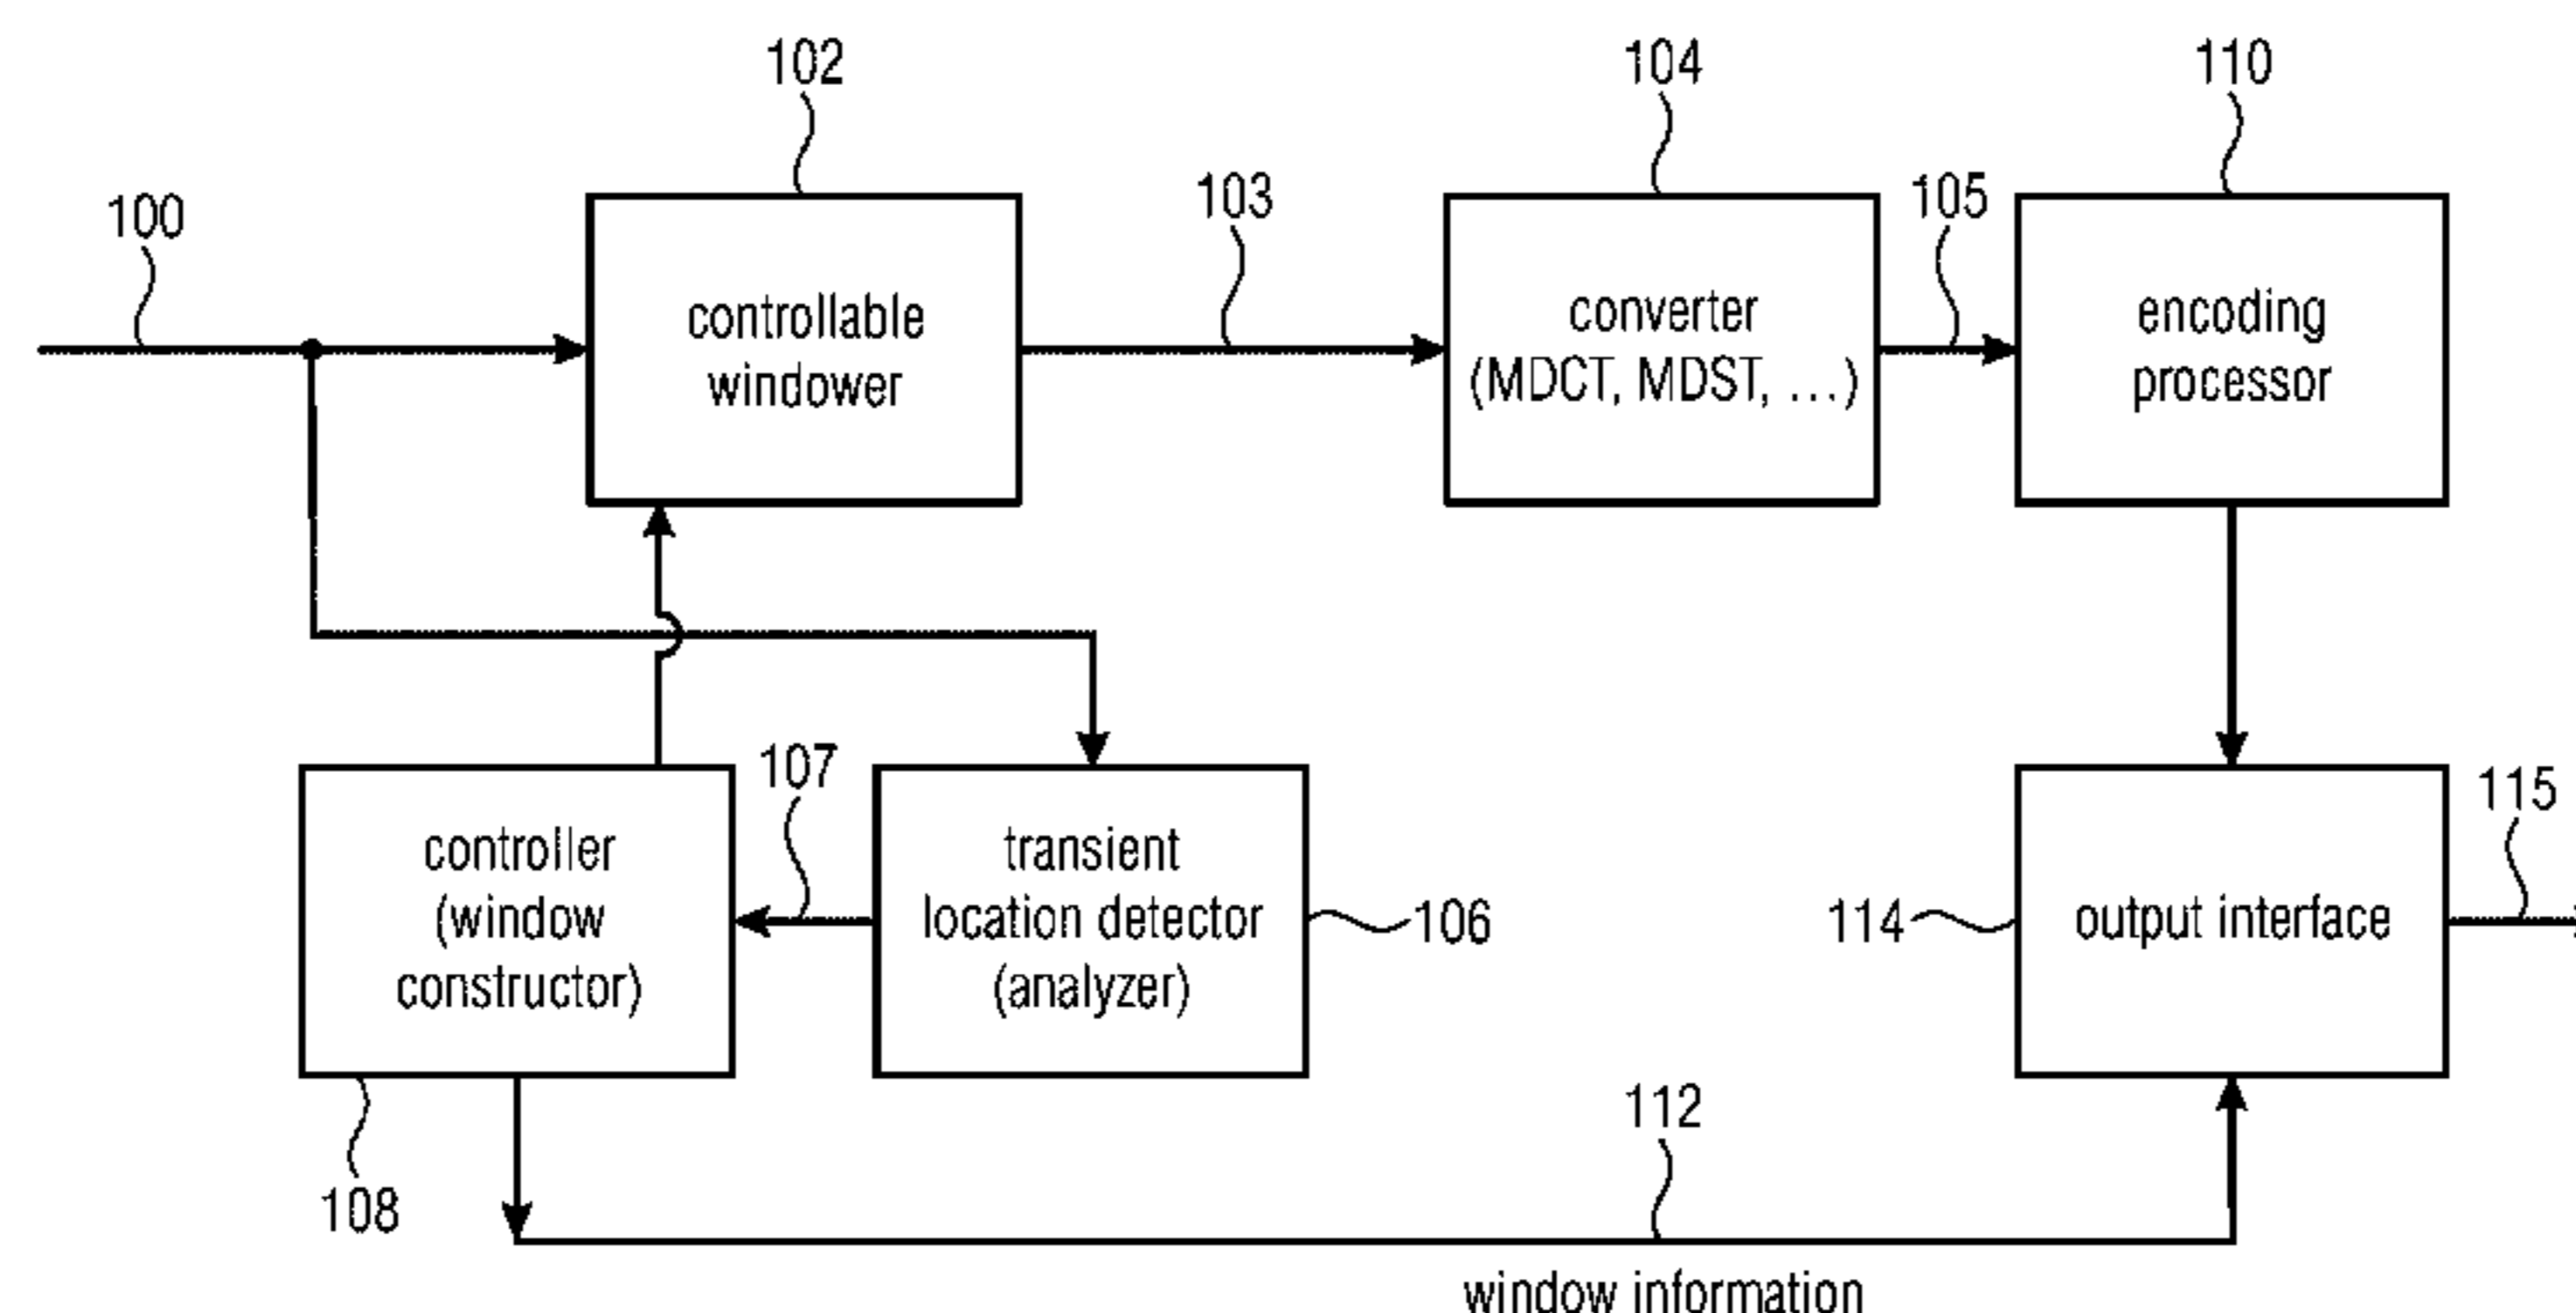 102
104
110
100
103
105
controllable
windower
converter
(MDCT, MDST, ...)
encoding
processor
107
115
controller
(window
constructor)
transient
location detector
(analyzer)
106
114
output interface
108
112
window information